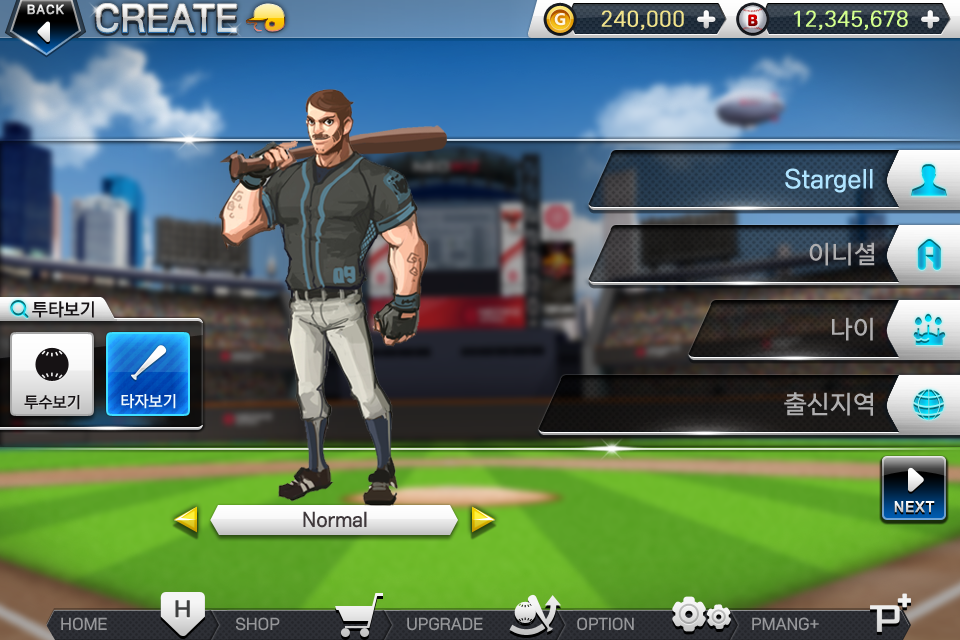 BACK
CREATE
G
240,000 +
B
12,345,678 +
Stargell
이니셜
A
나이
출신지역
투타보기
투수보기
타자보기
09
Normal
NEXT
HOME
H
SHOP
UPGRADE
OPTION
PMANG+
P+